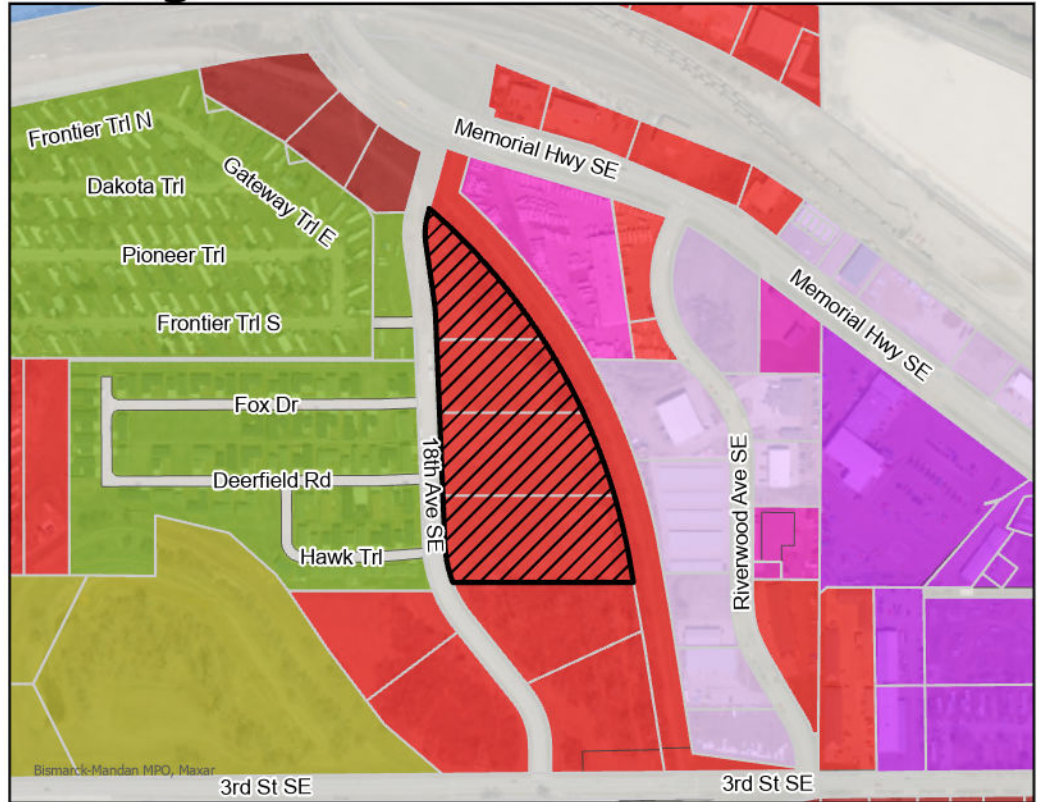 Frontier Trl N
Memorial Hwy SE
Dakota Trl
Gateway Trl E
Pioneer Trl
Frontier Trl S
Memorial Hwy SE
Fox Dr
Deerfield Rd
18th Ave SE
Riverwood Ave SE
Hawk Trl
Bismarck-Mandan MPO, Maxar
3rd St SE
3rd St SE